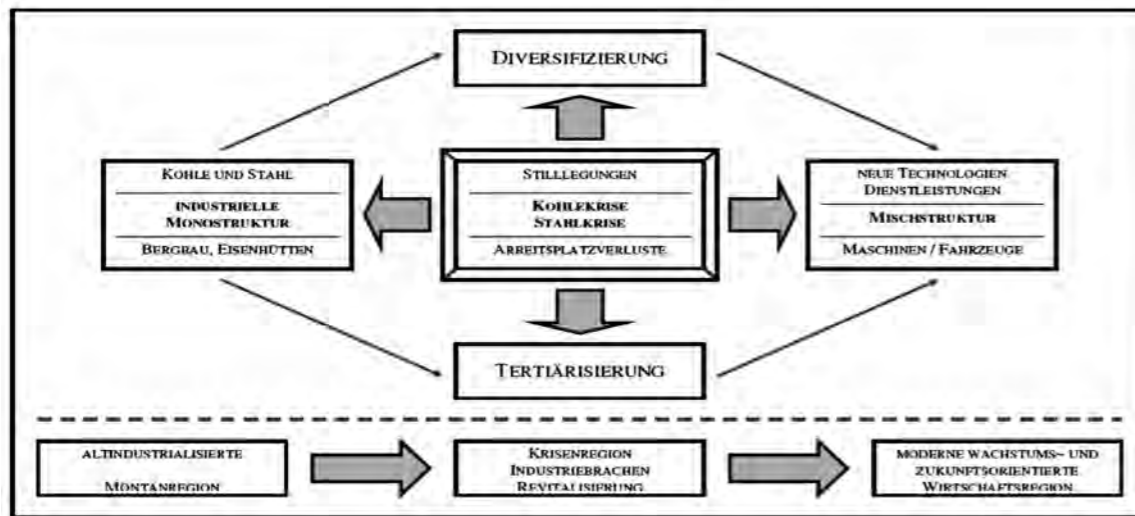 DIVERSIFIZIERUNG
KOHLE UND STAHL
INDUSTRIELLE
MONOSTRUKTUR
BERGBAU, EISENHÜTTEN
STILLLEGUNGEN
KOHLEKRISE
STAHLKRISE
ARBEITSPLATZVERLUSTE
NEUE TECHNOLOGIEN
DIENSTLEISTUNGEN
MISCHSTRUKTUR
MASCHINEN / FAHRZEUGE
TERTIÄRISIERUNG
ALTINDUSTRIALISIERTE
MONTANREGION
KRISENREGION
INDUSTRIEBRACHEN
REVITALISIERUNG
MODERNE WACHSTUMS- UND
ZUKUNFTSORIENTIERTE
WIRTSCHAFTSREGION